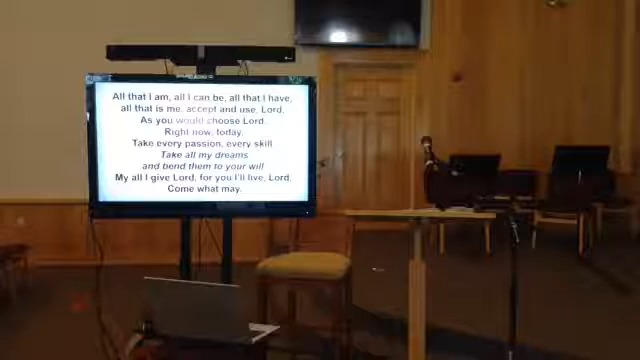 All that I am, all I can be, all that I have,
all that is me, accept and use, Lord,
As you would choose Lord.
Right now, today.
Take every passion, every skill
Take all my dreams
and bend them to your will
My all I give Lord, for you I'll live, Lord,
Come what may.